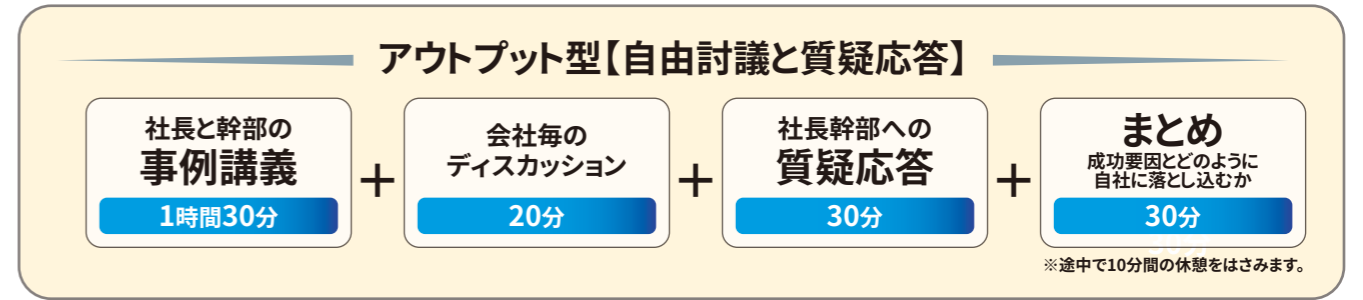 アウトプット型【自由討議と質疑応答】
社長と幹部の
事例講義
1時間30分
+
会社毎の
ディスカッション
20分
+
社長幹部への
質疑応答
30分
+
まとめ
成功要因とどのように
自社に落とし込むか
30分
※途中で10分間の休憩をはさみます。